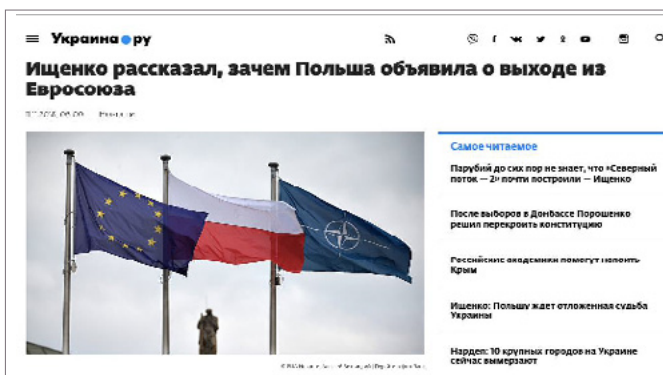 Украина ру
Ищенко рассказал, зачем Польша объявила о выходе из
Евросоюза
Самое читаемое
Парубий до сих пор не знает, что «Северный
поток — 2» почти построили — Ищенко
После выборов в Донбассе Порошенко
решил перекроить конституцию
Российские академики помогут напоить
Крым
Ищенко: Польшу ждет отложенная судьба
Украины
Нардеп: 10 крупных городов на Украине
сейчас вымерзают